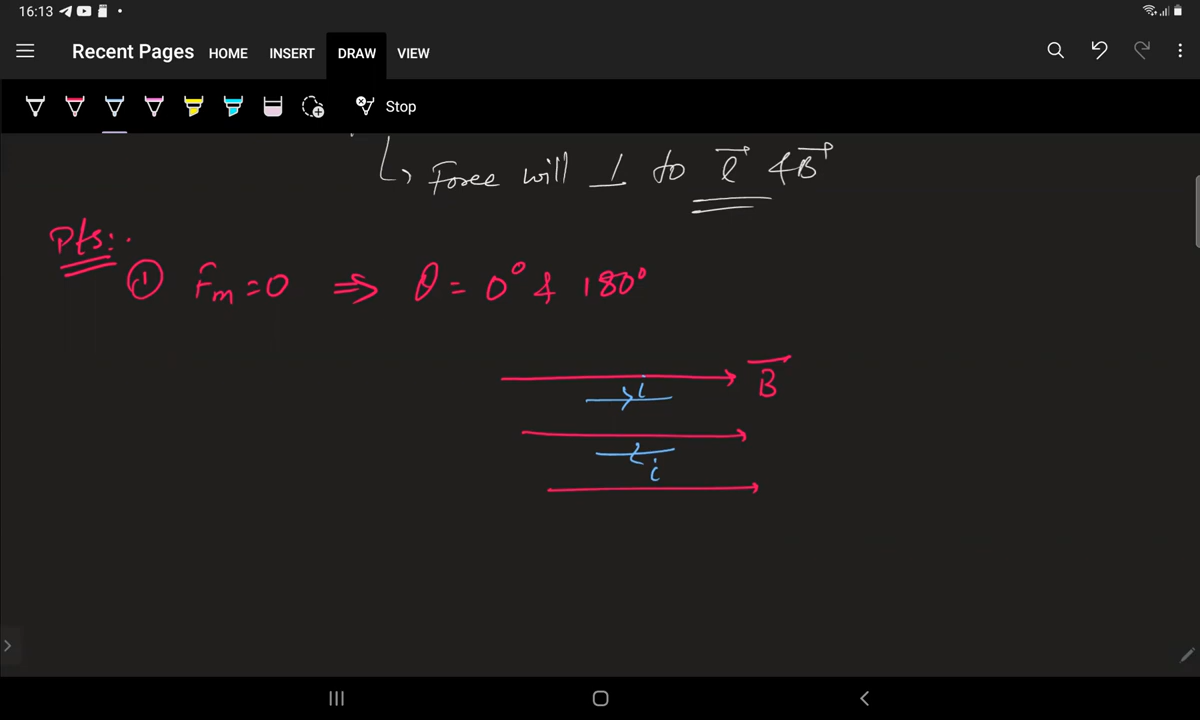 16:13
Recent Pages HOME INSERT DRAW VIEW
Stop
↳ Force will ⊥ to l⃗ & B⃗
Pts:-
① Fm = 0 ⇒ θ = 0° & 180°
B⃗
i
i